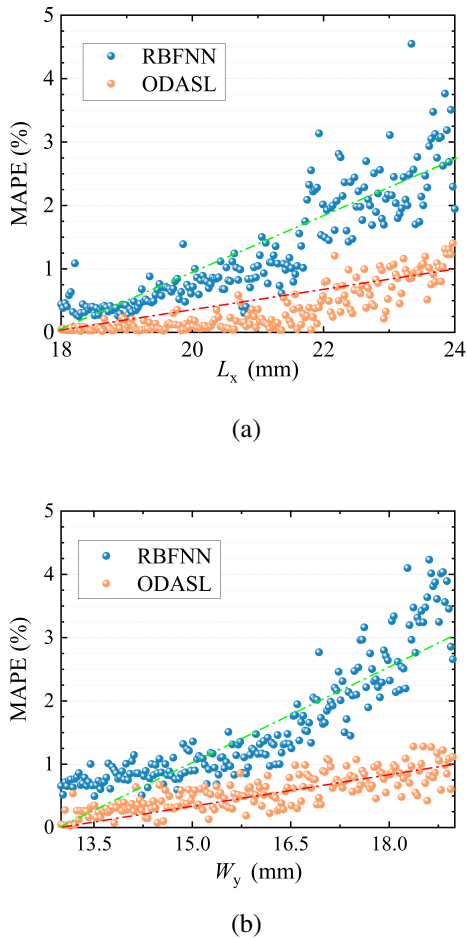 5
4
3
2
1
0
MAPE (%)
RBFNN
ODASL
18 20 22 24
Lx (mm)
(a)
5
4
3
2
1
0
MAPE (%)
RBFNN
ODASL
13.5 15.0 16.5 18.0
Wy (mm)
(b)